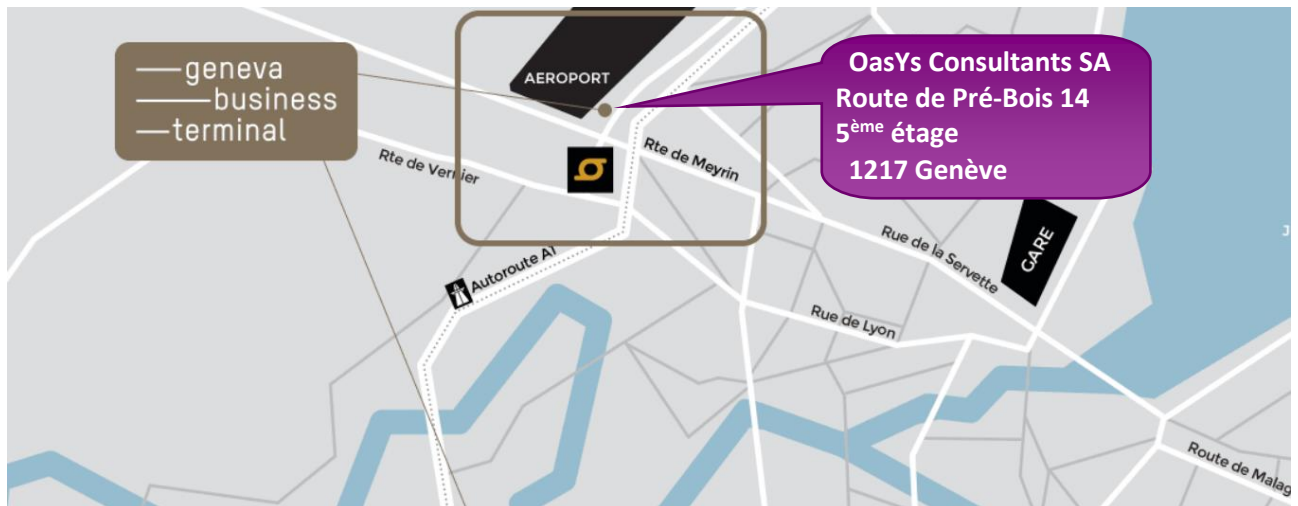 ——geneva
————business
—terminal
AEROPORT
OasYs Consultants SA
Route de Pré-Bois 14
5ème étage
1217 Genève
Rte de Vernier
Rte de Meyrin
GARE
Rue de la Servette
Autoroute A1
Rue de Lyon
J
Route de Malag